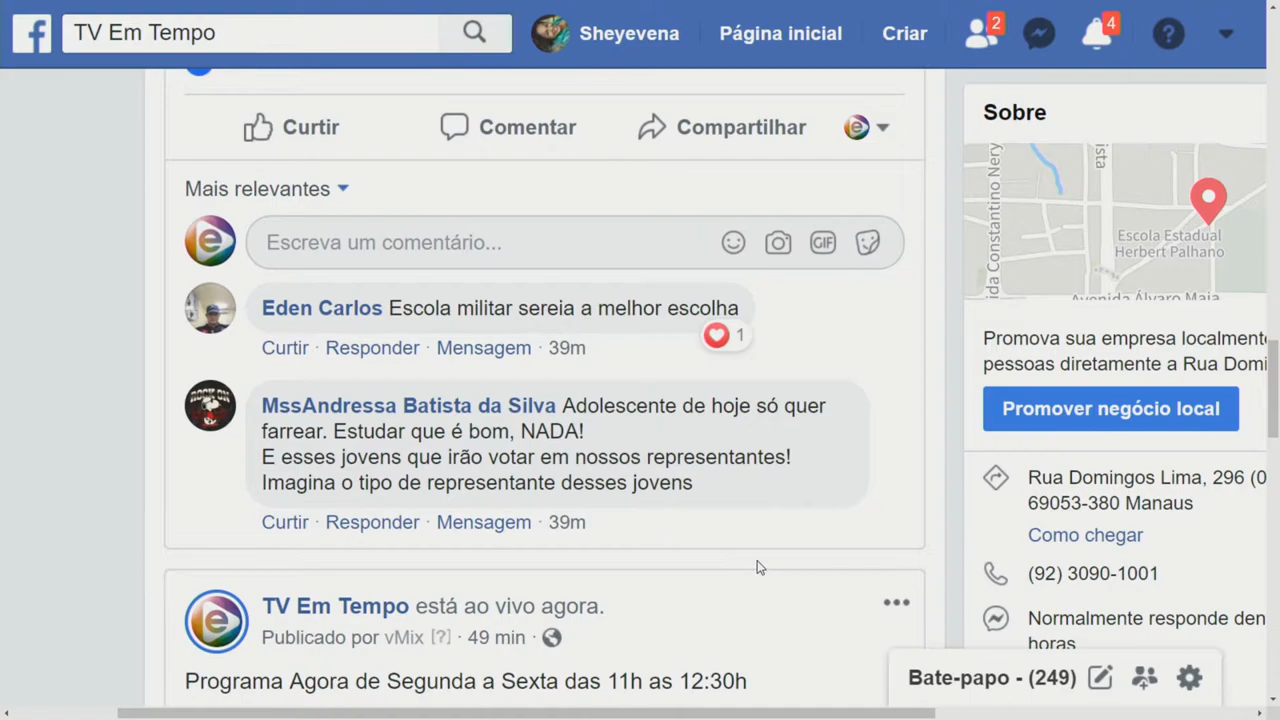 TV Em Tempo
Sheyevena
Página inicial
Criar
2
4
Curtir
Comentar
Compartilhar
Mais relevantes
Escreva um comentário...
GIF
Eden Carlos Escola militar sereia a melhor escolha
1
Curtir · Responder · Mensagem · 39m
ROCK ON
MssAndressa Batista da Silva Adolescente de hoje só quer
farrear. Estudar que é bom, NADA!
E esses jovens que irão votar em nossos representantes!
Imagina o tipo de representante desses jovens
Curtir · Responder · Mensagem · 39m
TV Em Tempo está ao vivo agora.
Publicado por vMix [?] · 49 min ·
Programa Agora de Segunda a Sexta das 11h as 12:30h
Sobre
ida Constantino Nery
ista
Escola Estadual
Herbert Palhano
Avenida Álvaro Maia
Promova sua empresa localmente
pessoas diretamente a Rua Domi
Promover negócio local
Rua Domingos Lima, 296 (0
69053-380 Manaus
Como chegar
(92) 3090-1001
Normalmente responde den
horas
Bate-papo - (249)